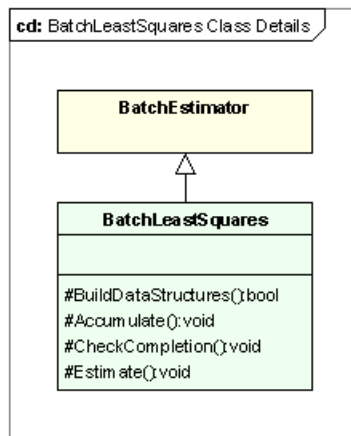 cd: BatchLeastSquares Class Details
BatchEstimator
BatchLeastSquares
#BuildDataStructures():bool
#Accumulate():void
#CheckCompletion():void
#Estimate():void